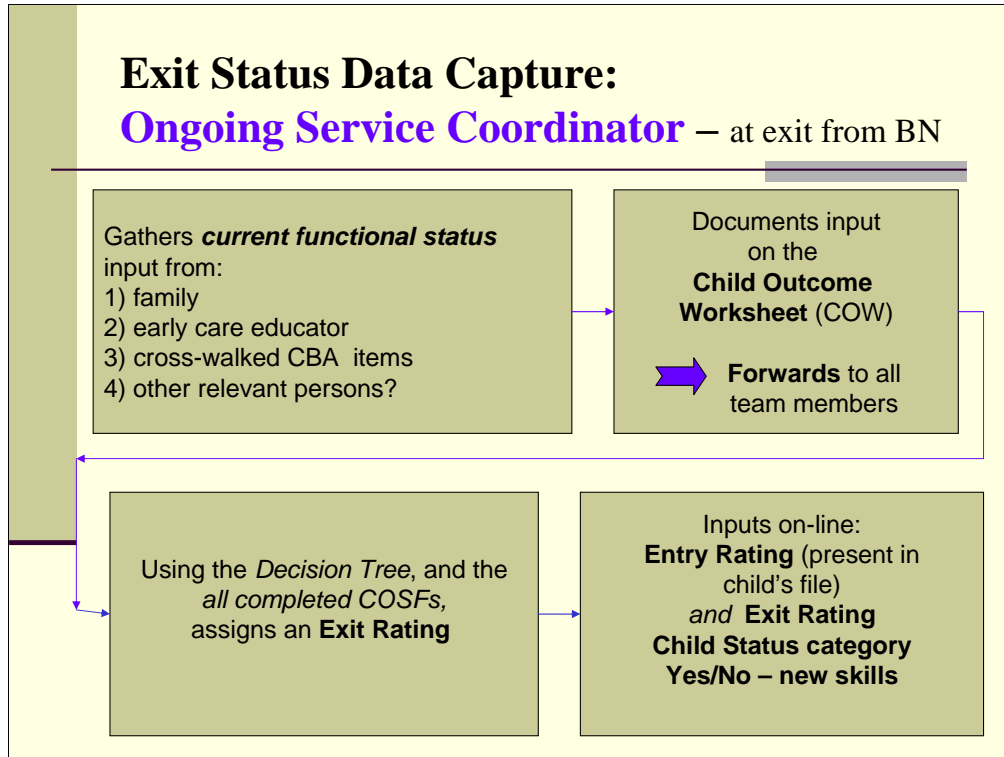 Exit Status Data Capture:
Ongoing Service Coordinator – at exit from BN
Gathers current functional status
input from:
1) family
2) early care educator
3) cross-walked CBA items
4) other relevant persons?
Documents input
on the
Child Outcome
Worksheet (COW)
Forwards to all
team members
Using the Decision Tree, and the
all completed COSFs,
assigns an Exit Rating
Inputs on-line:
Entry Rating (present in
child's file)
and Exit Rating
Child Status category
Yes/No – new skills